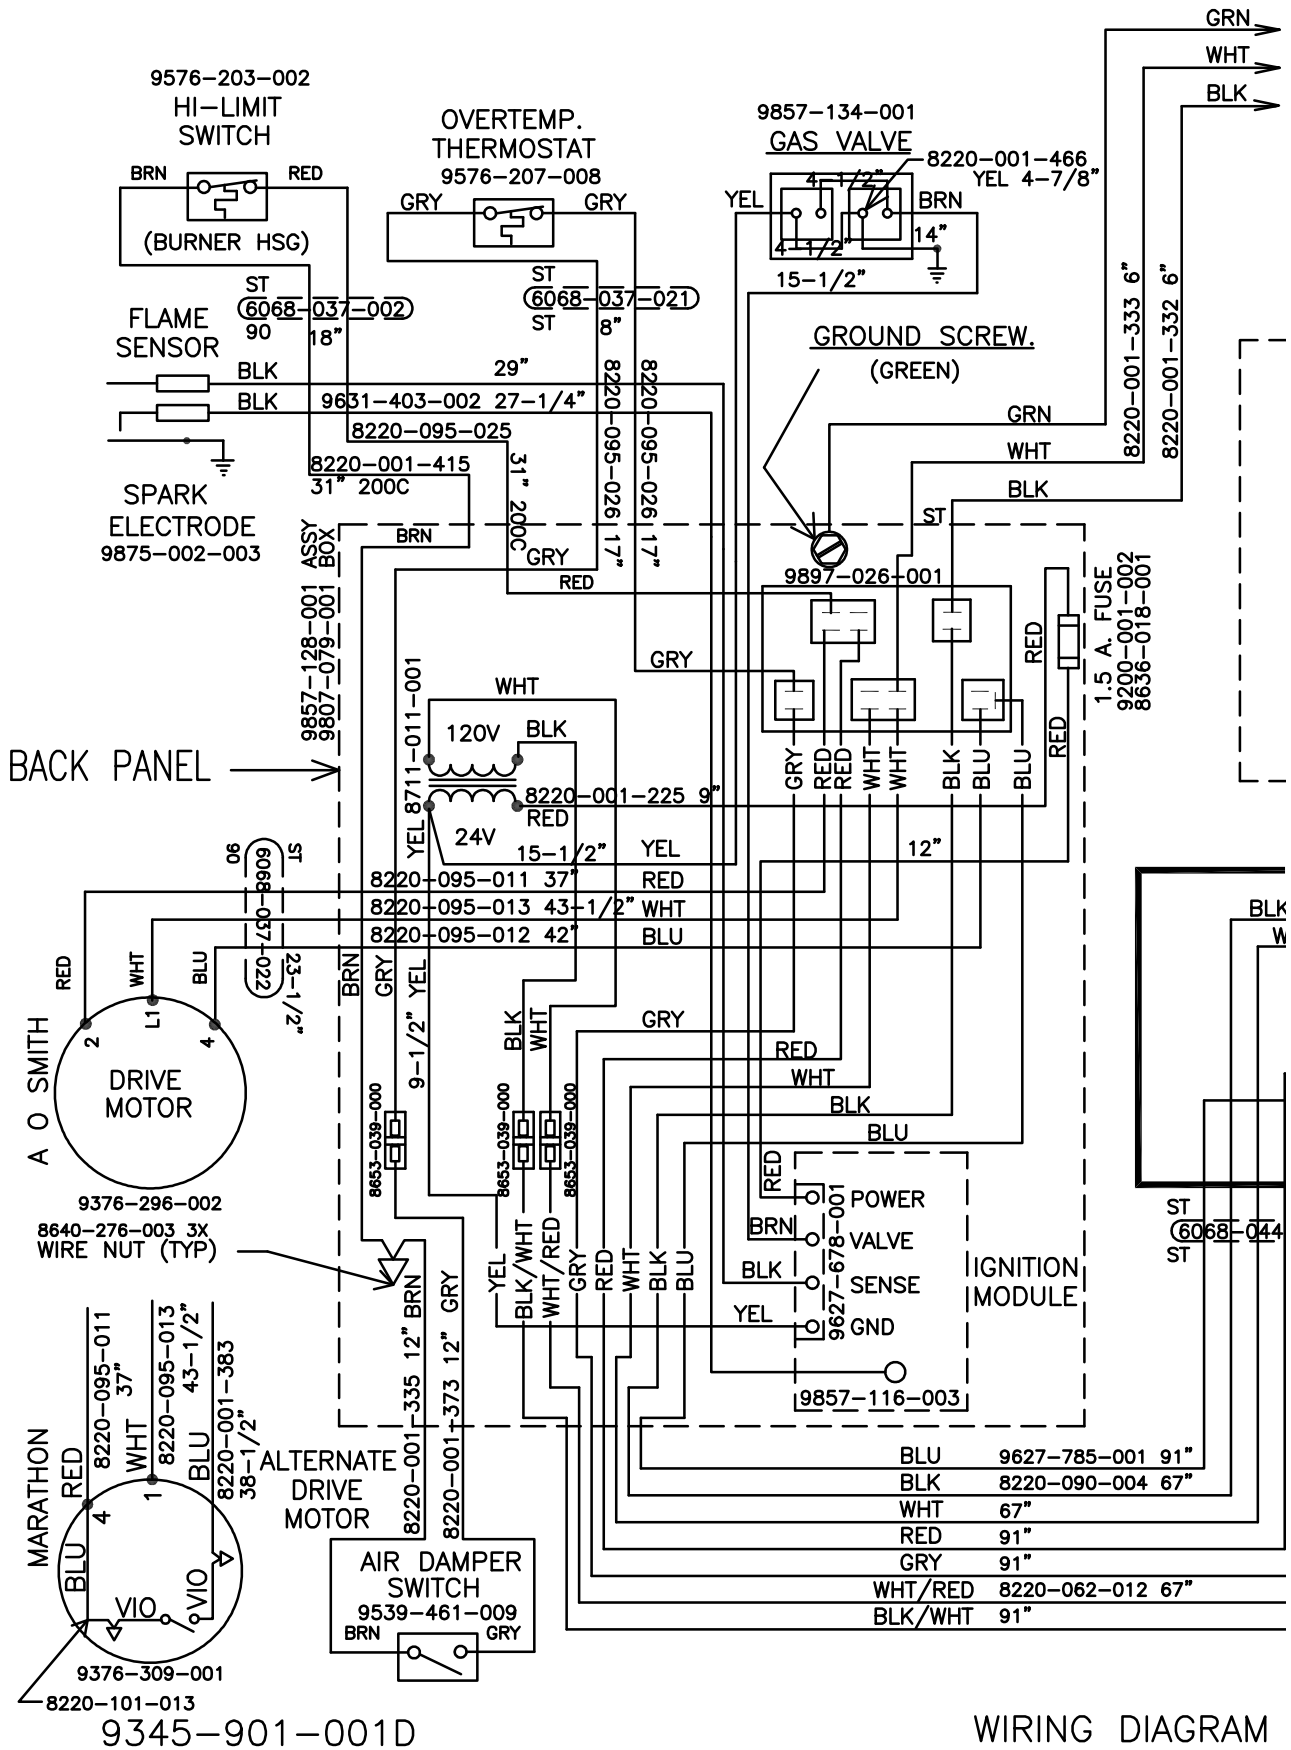 GRN
WHT
BLK
9576-203-002
HI-LIMIT
SWITCH
BRN
RED
(BURNER HSG)
OVERTEMP.
THERMOSTAT
9576-207-008
GRY
GRY
9857-134-001
GAS VALVE
8220-001-466
YEL 4-7/8"
4-1/2"
YEL
BRN
4-1/2"
14"
15-1/2"
ST
6068-037-002
90
18"
ST
6068-037-021
ST
8"
8220-001-333 6"
8220-001-332 6"
FLAME
SENSOR
GROUND SCREW.
(GREEN)
BLK
29"
BLK
9631-403-002 27-1/4"
8220-095-025
31" 200C
8220-001-415
31" 200C
8220-095-026 17"
8220-095-026 17"
GRN
WHT
BLK
ST
SPARK
ELECTRODE
9875-002-003
BRN
GRY
RED
9857-128-001 ASSY
9807-079-001 BOX
9897-026-001
RED
1.5 A. FUSE
9200-001-002
8636-018-001
GRY
WHT
120V
BLK
8711-011-001
YEL
BACK PANEL
GRY
RED
RED
WHT
WHT
BLK
BLU
BLU
RED
8220-001-225 9"
RED
24V
15-1/2"
YEL
12"
ST
6068-037-022
90
23-1/2"
8220-095-011 37"
RED
8220-095-013 43-1/2"
WHT
8220-095-012 42"
BLU
BLK
W
RED
WHT
BLU
2
L1
4
A O SMITH
DRIVE
MOTOR
BRN
GRY
9-1/2" YEL
BLK
WHT
GRY
RED
WHT
BLK
BLU
8653-039-000
8653-039-000
8653-039-000
9376-296-002
8640-276-003 3X
WIRE NUT (TYP)
RED
POWER
BRN
VALVE
BLK
SENSE
YEL
GND
9627-678-001
IGNITION
MODULE
9857-116-003
ST
6068-044
ST
YEL
BLK/WHT
WHT/RED
GRY
RED
WHT
BLK
BLU
8220-001-335 12" BRN
8220-001-373 12" GRY
MARATHON
RED
8220-095-011
37"
WHT
8220-095-013
43-1/2"
BLU
8220-001-383
38-1/2"
4
1
BLU
VIO
VIO
ALTERNATE
DRIVE
MOTOR
AIR DAMPER
SWITCH
9539-461-009
BRN
GRY
BLU 9627-785-001 91"
BLK 8220-090-004 67"
WHT 67"
RED 91"
GRY 91"
WHT/RED 8220-062-012 67"
BLK/WHT 91"
9376-309-001
8220-101-013
9345-901-001D
WIRING DIAGRAM